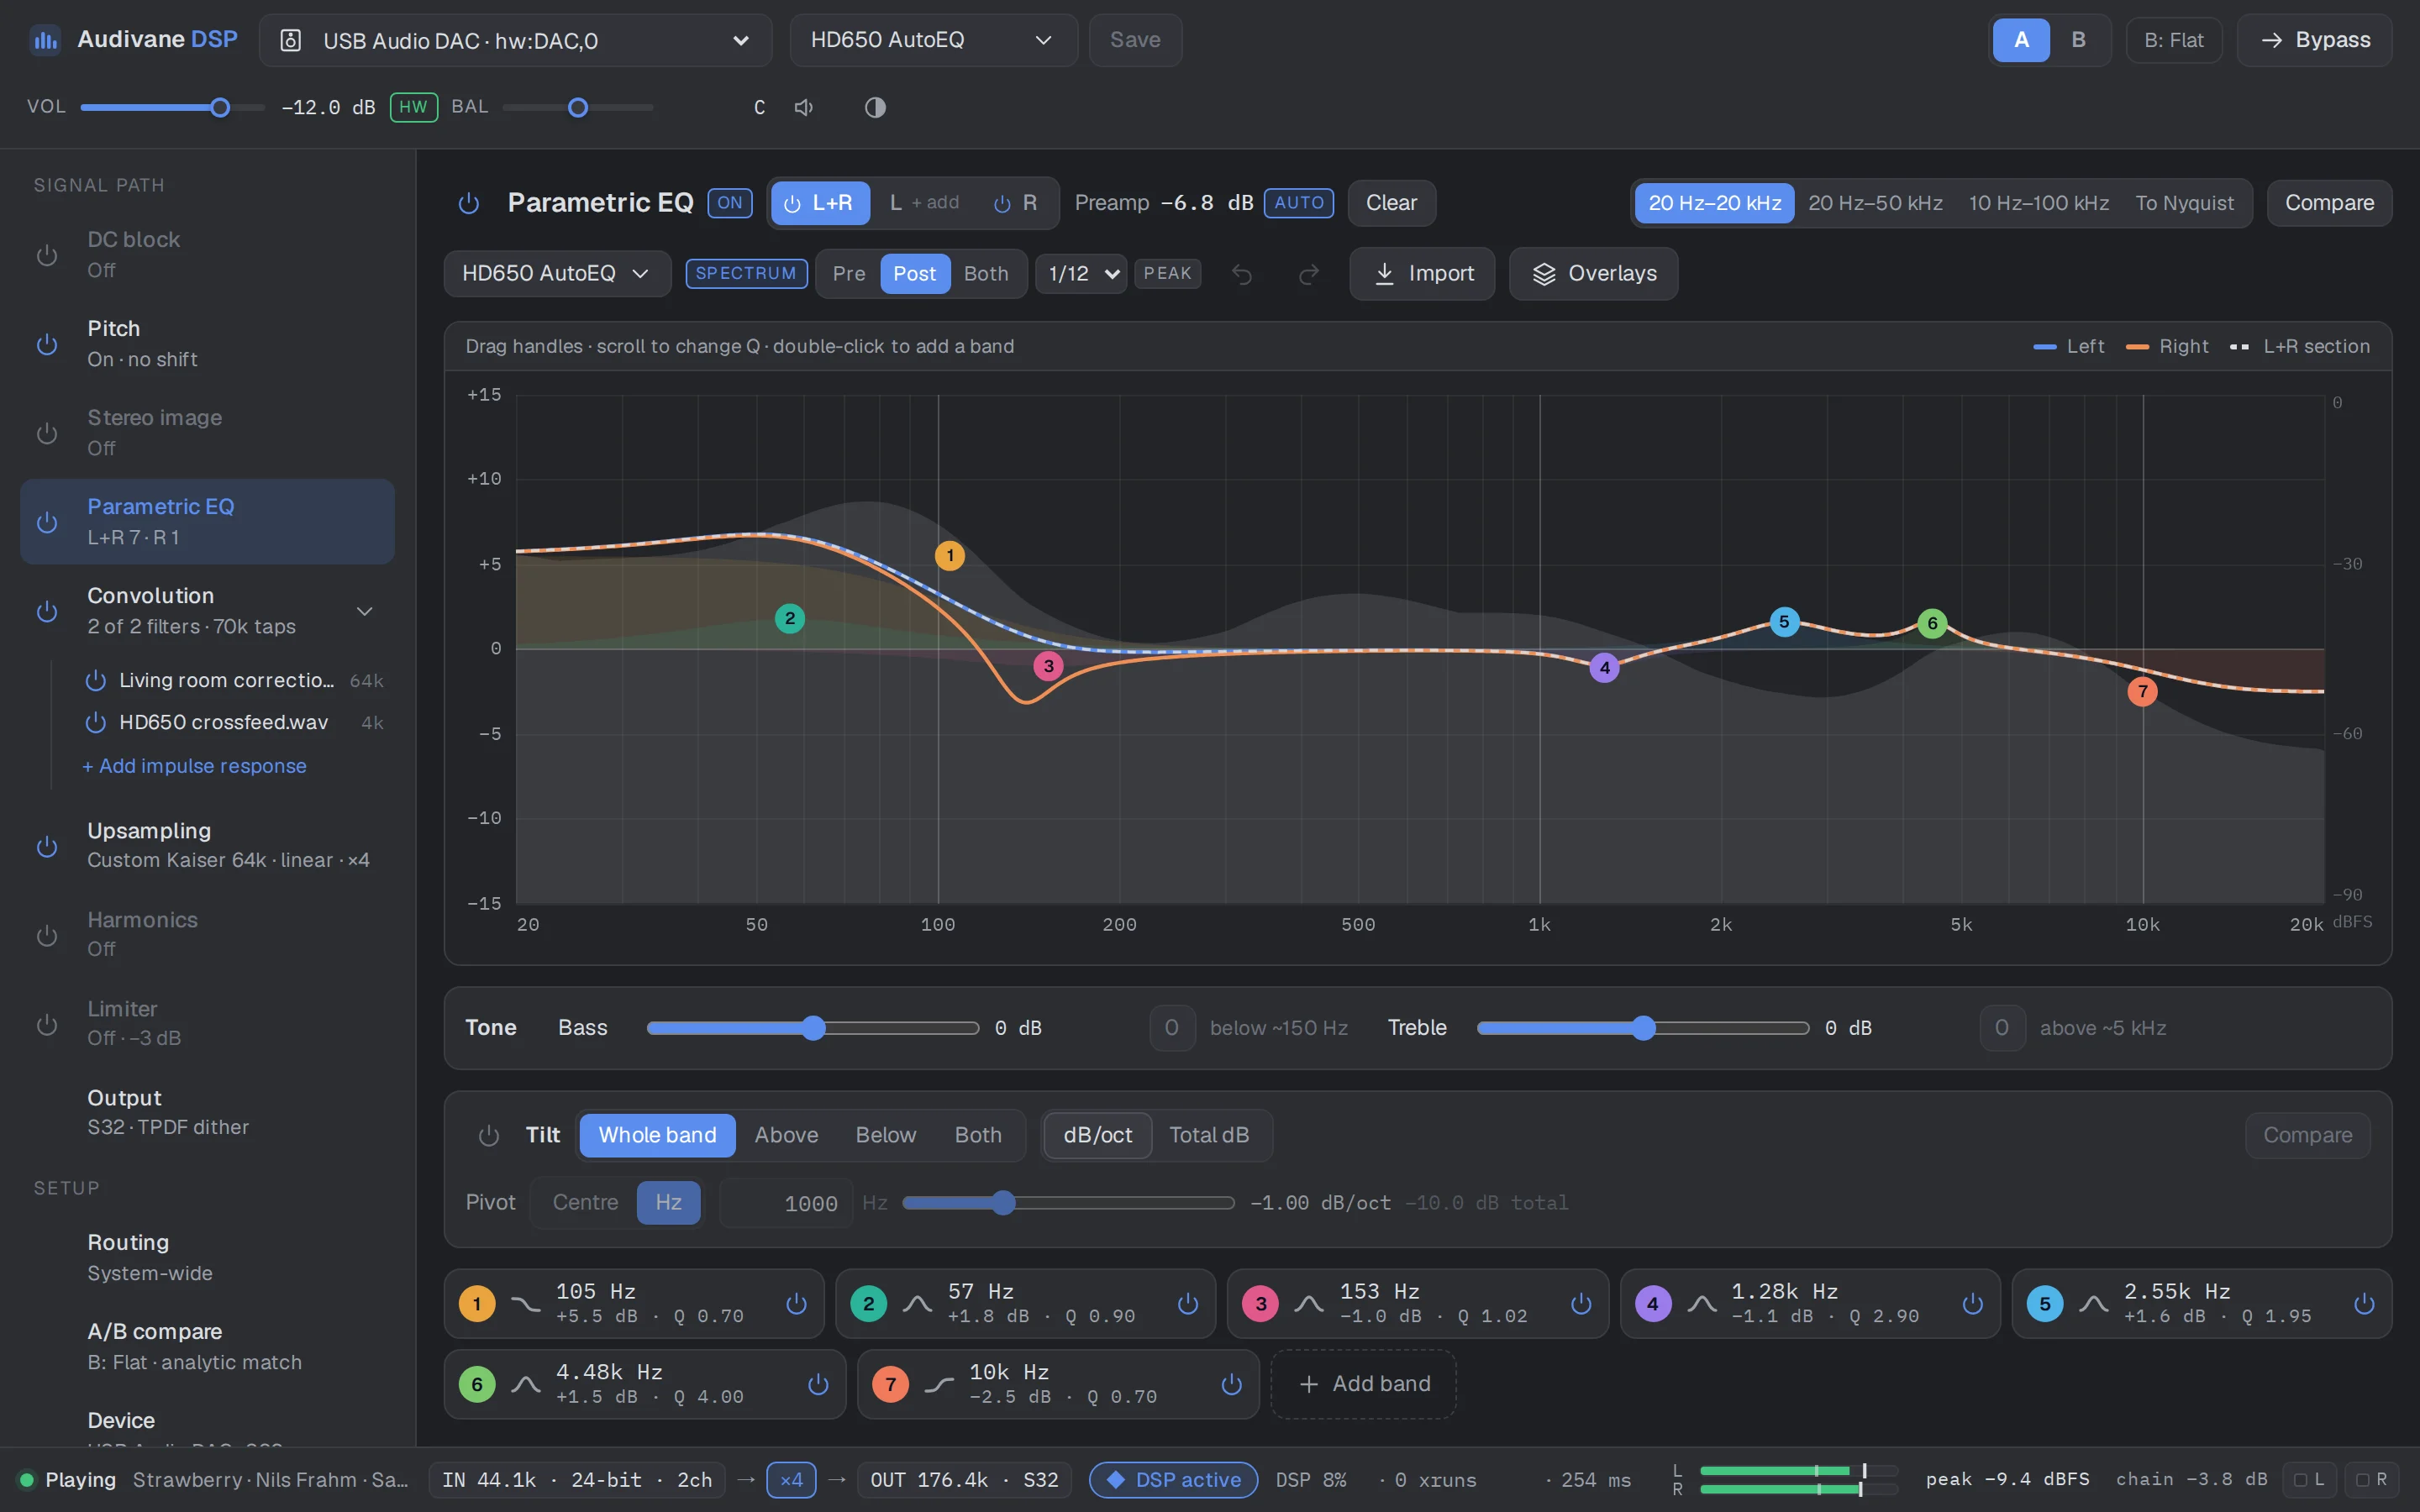 Audivane DSP USB Audio DAC · hw:DAC,0 HD650 AutoEQ Save A B B: Flat → Bypass
VOL −12.0 dB HW BAL C
SIGNAL PATH
DC block
Off
Pitch
On · no shift
Stereo image
Off
Parametric EQ
L+R 7 · R 1
Convolution
2 of 2 filters · 70k taps
Living room correctio... 64k
HD650 crossfeed.wav 4k
+ Add impulse response
Upsampling
Custom Kaiser 64k · linear · ×4
Harmonics
Off
Limiter
Off · −3 dB
Output
S32 · TPDF dither
SETUP
Routing
System-wide
A/B compare
B: Flat · analytic match
Device
Parametric EQ ON L+R L + add R Preamp −6.8 dB AUTO Clear 20 Hz–20 kHz 20 Hz–50 kHz 10 Hz–100 kHz To Nyquist Compare
HD650 AutoEQ SPECTRUM Pre Post Both 1/12 PEAK Import Overlays
Drag handles · scroll to change Q · double-click to add a band Left Right L+R section
+15 0
+10
+5 −30
0
−5 −60
−10
−15 −90
1
2
3
4
5
6
7
20 50 100 200 500 1k 2k 5k 10k 20k dBFS
Tone Bass 0 dB 0 below ~150 Hz Treble 0 dB 0 above ~5 kHz
Tilt Whole band Above Below Both dB/oct Total dB Compare
Pivot Centre Hz 1000 Hz −1.00 dB/oct −10.0 dB total
1 105 Hz
+5.5 dB · Q 0.70
2 57 Hz
+1.8 dB · Q 0.90
3 153 Hz
−1.0 dB · Q 1.02
4 1.28k Hz
−1.1 dB · Q 2.90
5 2.55k Hz
+1.6 dB · Q 1.95
6 4.48k Hz
+1.5 dB · Q 4.00
7 10k Hz
−2.5 dB · Q 0.70
+ Add band
Playing Strawberry · Nils Frahm · Sa... IN 44.1k · 24-bit · 2ch → ×4 → OUT 176.4k · S32 DSP active DSP 8% · 0 xruns · 254 ms L R peak −9.4 dBFS chain −3.8 dB L R